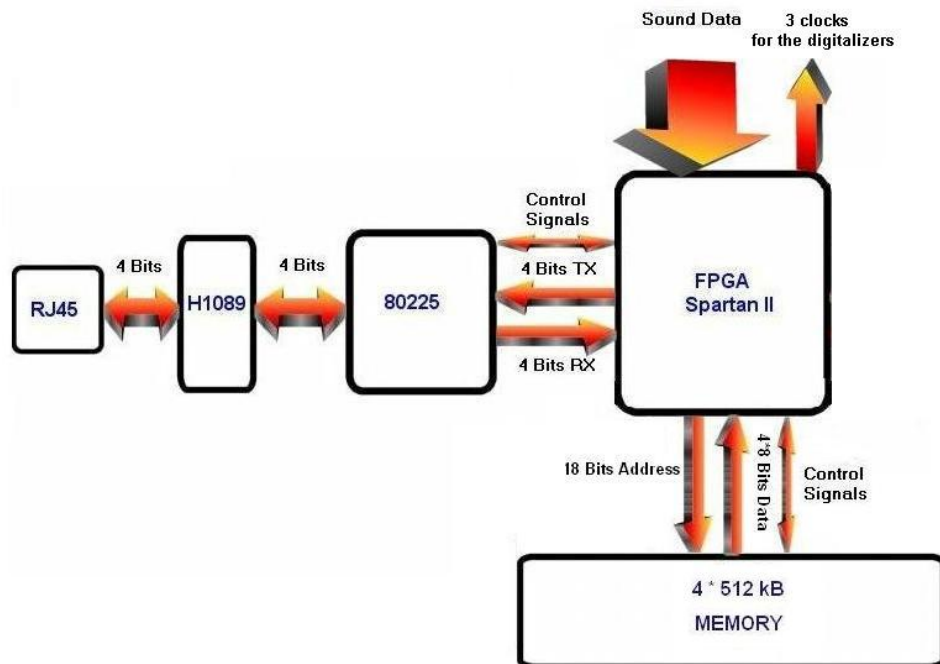 Sound Data
3 clocks
for the digitalizers
Control
Signals
4 Bits
4 Bits
4 Bits TX
RJ45
H1089
80225
FPGA
Spartan II
4 Bits RX
18 Bits Address
4*8 Bits Data
Control
Signals
4 * 512 kB
MEMORY